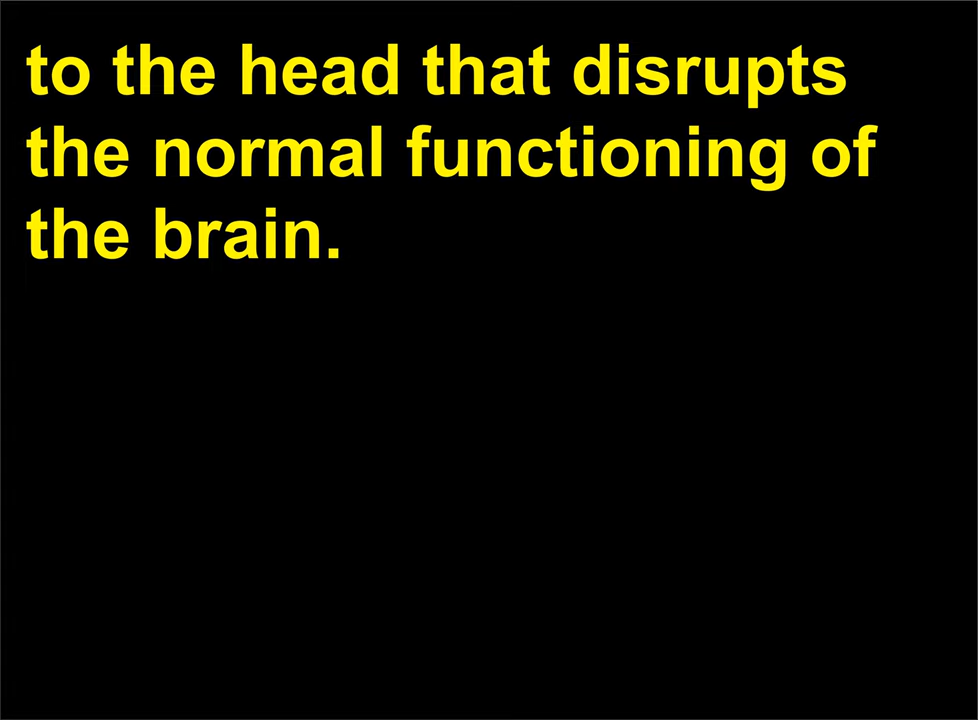 to the head that disrupts
the normal functioning of
the brain.